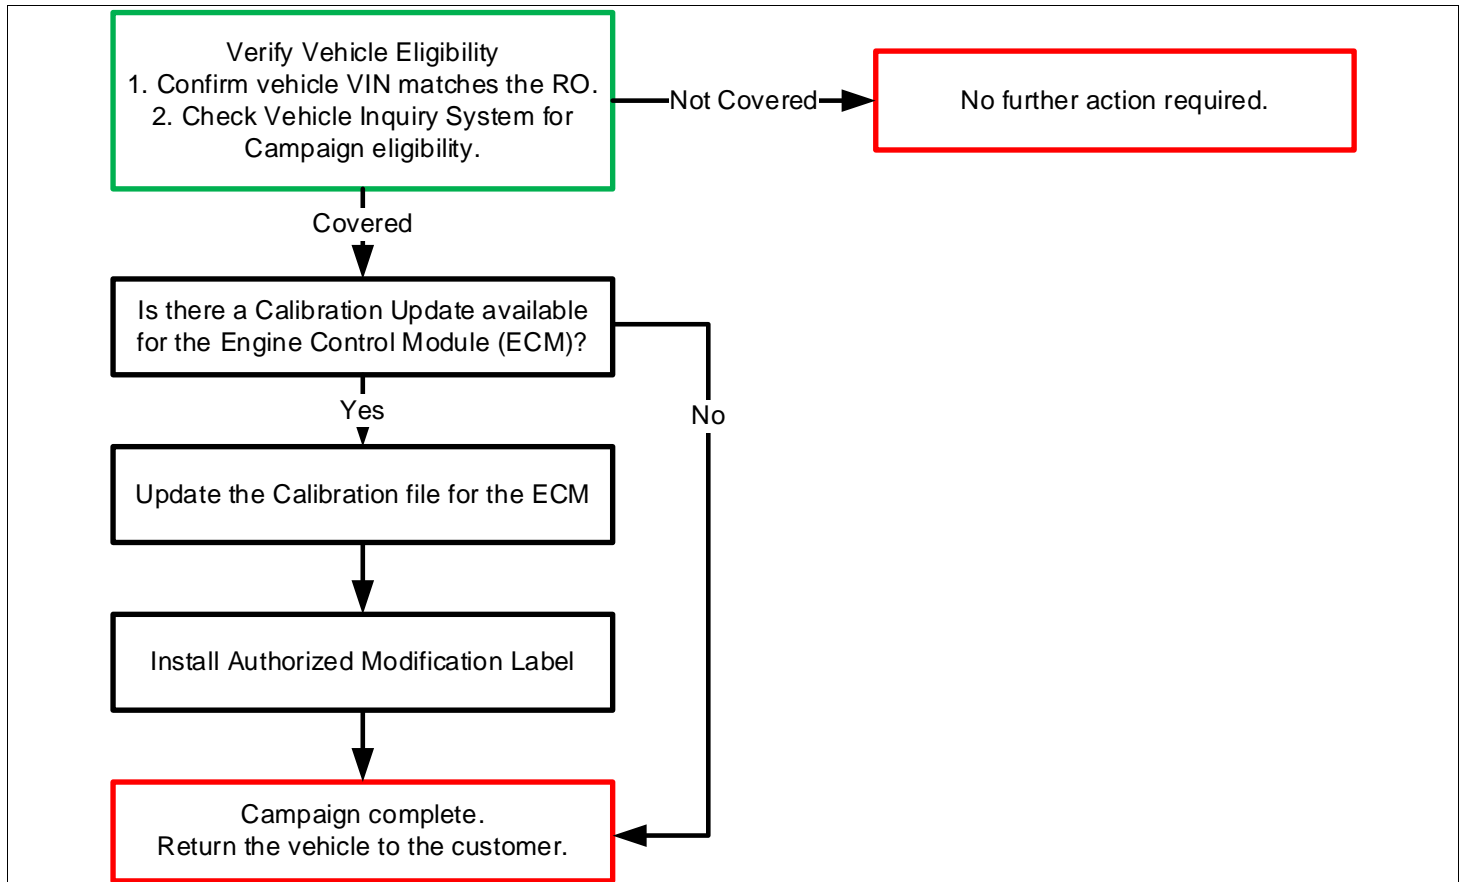 Verify Vehicle Eligibility
1. Confirm vehicle VIN matches the RO.
2. Check Vehicle Inquiry System for
Campaign eligibility.
Not Covered
No further action required.
Covered
Is there a Calibration Update available
for the Engine Control Module (ECM)?
Yes
No
Update the Calibration file for the ECM
Install Authorized Modification Label
Campaign complete.
Return the vehicle to the customer.